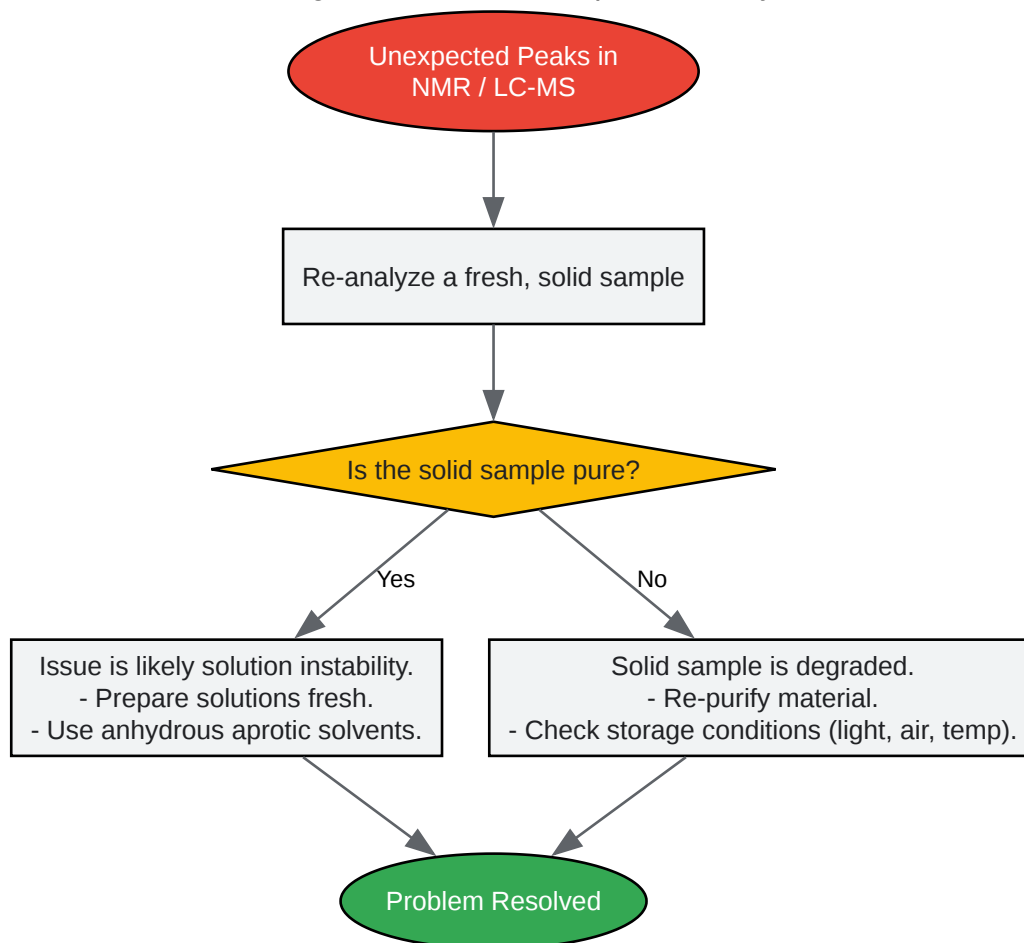 Unexpected Peaks in
NMR / LC-MS
Re-analyze a fresh, solid sample
Is the solid sample pure?
Yes
No
Issue is likely solution instability.
- Prepare solutions fresh.
- Use anhydrous aprotic solvents.
Solid sample is degraded.
- Re-purify material.
- Check storage conditions (light, air, temp).
Problem Resolved